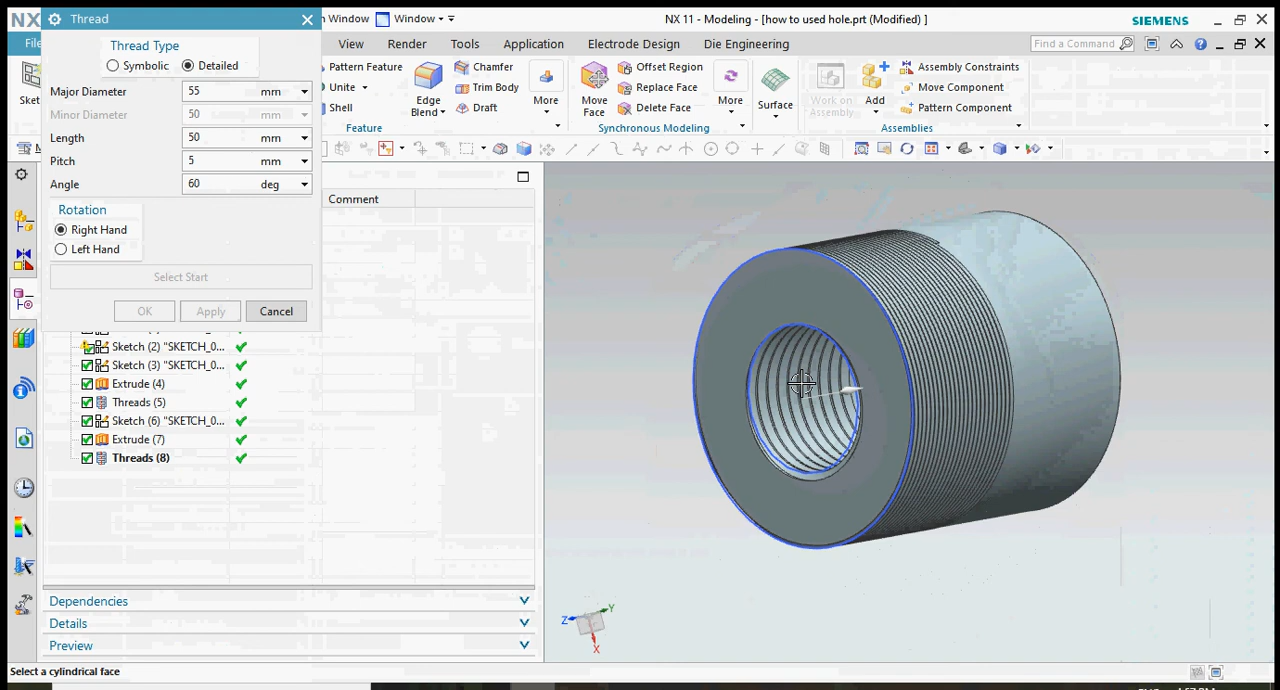 NX
Thread
Window
Window
NX 11 - Modeling - [how to used hole.prt (Modified) ]
SIEMENS
View
Render
Tools
Application
Electrode Design
Die Engineering
Find a Command
Thread Type
Symbolic
Detailed
Major Diameter
55
mm
Minor Diameter
50
mm
Length
50
mm
Pitch
5
mm
Angle
60
deg
Rotation
Right Hand
Left Hand
Select Start
OK
Apply
Cancel
Pattern Feature
Unite
Shell
Edge
Blend
Chamfer
Trim Body
Draft
More
Feature
Move
Face
Offset Region
Replace Face
Delete Face
More
Synchronous Modeling
Surface
Work on
Assembly
Add
Assembly Constraints
Move Component
Pattern Component
Assemblies
Comment
Sketch (2) "SKETCH_0...
Sketch (3) "SKETCH_0...
Extrude (4)
Threads (5)
Sketch (6) "SKETCH_0...
Extrude (7)
Threads (8)
Dependencies
Details
Preview
Z
Y
X
Select a cylindrical face